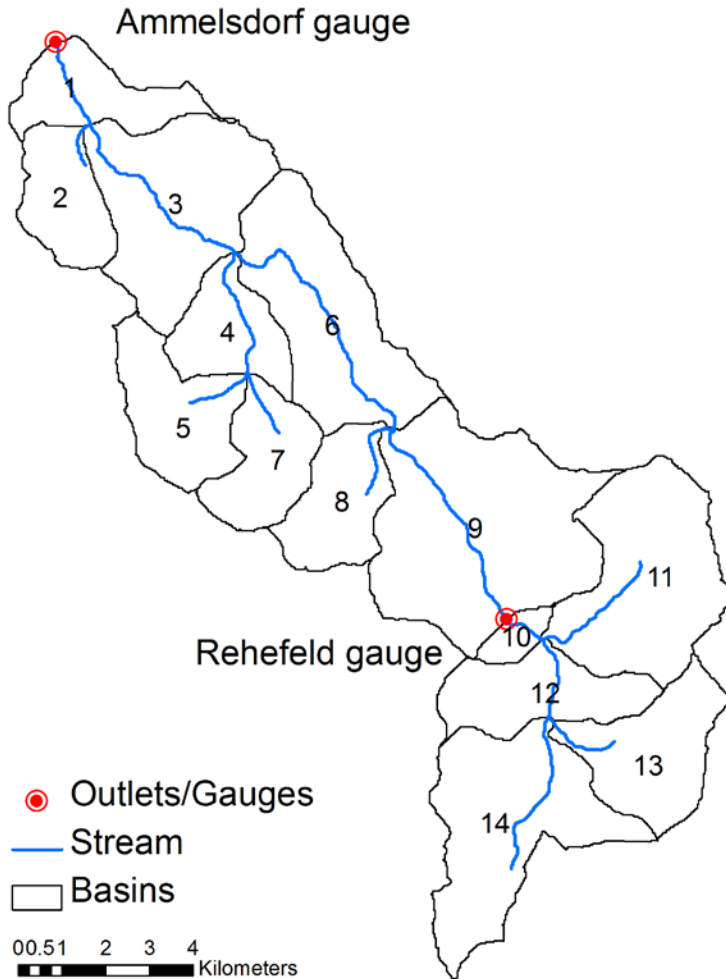 Ammelsdorf gauge
1
2
3
4
6
5
7
8
9
11
10
Rehefeld gauge
12
13
14
Outlets/Gauges
Stream
Basins
00.51 2 3 4
Kilometers